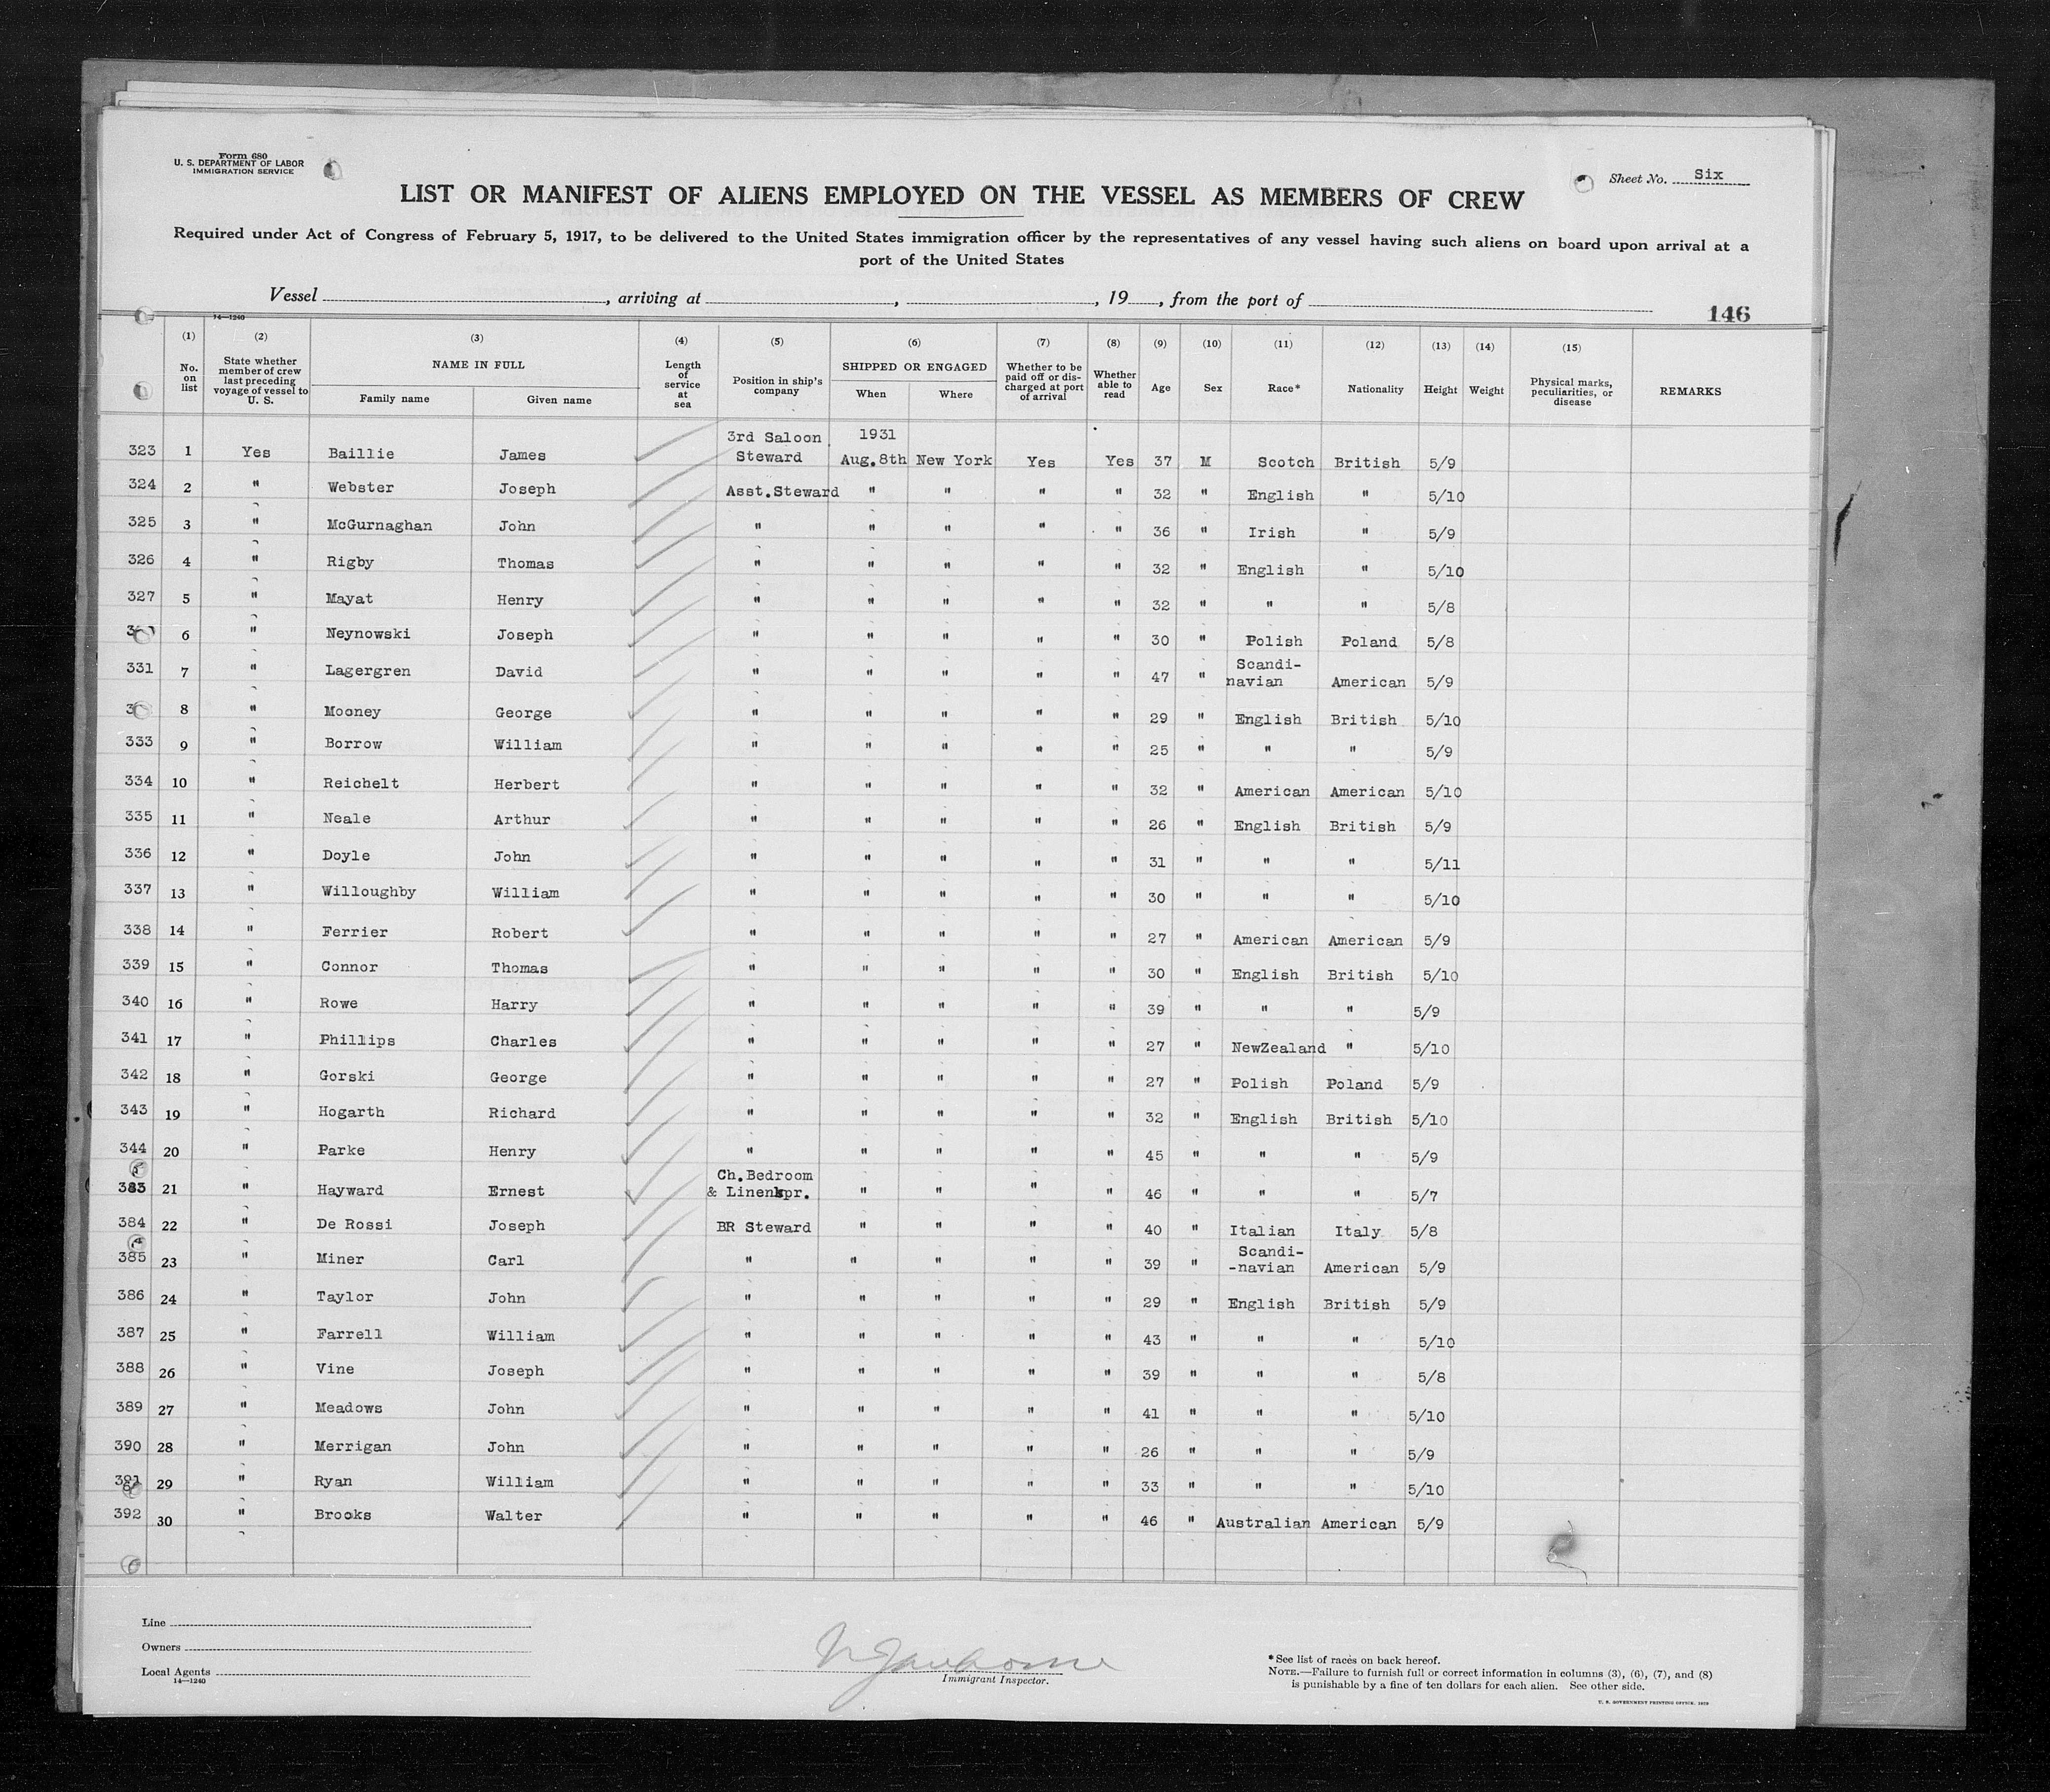 Form 680
U. S. DEPARTMENT OF LABOR
IMMIGRATION SERVICE
Sheet No. Six
LIST OR MANIFEST OF ALIENS EMPLOYED ON THE VESSEL AS MEMBERS OF CREW
Required under Act of Congress of February 5, 1917, to be delivered to the United States immigration officer by the representatives of any vessel having such aliens on board upon arrival at a
port of the United States
Vessel , arriving at , , 19 , from the port of
146
14—1240
(1) (2) (3) (4) (5) (6) (7) (8) (9) (10) (11) (12) (13) (14) (15)
No. on list State whether member of crew last preceding voyage of vessel to U. S. NAME IN FULL Family name Given name Length of service at sea Position in ship's company SHIPPED OR ENGAGED When Where Whether to be paid off or discharged at port of arrival Whether able to read Age Sex Race* Nationality Height Weight Physical marks, peculiarities, or disease REMARKS
3rd Saloon 1931
323 1 Yes Baillie James Steward Aug.8th New York Yes Yes 37 M Scotch British 5/9
324 2 " Webster Joseph Asst.Steward " " " " 32 " English " 5/10
325 3 " McGurnaghan John " " " " " 36 " Irish " 5/9
326 4 " Rigby Thomas " " " " " 32 " English " 5/10
327 5 " Mayat Henry " " " " " 32 " " " 5/8
6 " Neynowski Joseph " " " " " 30 " Polish Poland 5/8
331 7 " Lagergren David " " " " " 47 " Scandi-navian American 5/9
8 " Mooney George " " " " " 29 " English British 5/10
333 9 " Borrow William " " " " " 25 " " " 5/9
334 10 " Reichelt Herbert " " " " " 32 " American American 5/10
335 11 " Neale Arthur " " " " " 26 " English British 5/9
336 12 " Doyle John " " " " " 31 " " " 5/11
337 13 " Willoughby William " " " " " 30 " " " 5/10
338 14 " Ferrier Robert " " " " " 27 " American American 5/9
339 15 " Connor Thomas " " " " " 30 " English British 5/10
340 16 " Rowe Harry " " " " " 39 " " " 5/9
341 17 " Phillips Charles " " " " " 27 " NewZealand " 5/10
342 18 " Gorski George " " " " " 27 " Polish Poland 5/9
343 19 " Hogarth Richard " " " " " 32 " English British 5/10
344 20 " Parke Henry " " " " " 45 " " " 5/9
Ch.Bedroom
383 21 " Hayward Ernest & Linenkpr. " " " " 46 " " " 5/7
384 22 " De Rossi Joseph BR Steward " " " " 40 " Italian Italy 5/8
385 23 " Miner Carl " " " " " 39 " Scandi--navian American 5/9
386 24 " Taylor John " " " " " 29 " English British 5/9
387 25 " Farrell William " " " " " 43 " " " 5/10
388 26 " Vine Joseph " " " " " 39 " " " 5/8
389 27 " Meadows John " " " " " 41 " " " 5/10
390 28 " Merrigan John " " " " " 26 " " " 5/9
391 29 " Ryan William " " " " " 33 " " " 5/10
392 30 " Brooks Walter " " " " " 46 " Australian American 5/9
Line
Owners
Local Agents
14—1240
Immigrant Inspector.
*See list of races on back hereof.
NOTE.—Failure to furnish full or correct information in columns (3), (6), (7), and (8)
is punishable by a fine of ten dollars for each alien. See other side.
U. S. GOVERNMENT PRINTING OFFICE: 1929